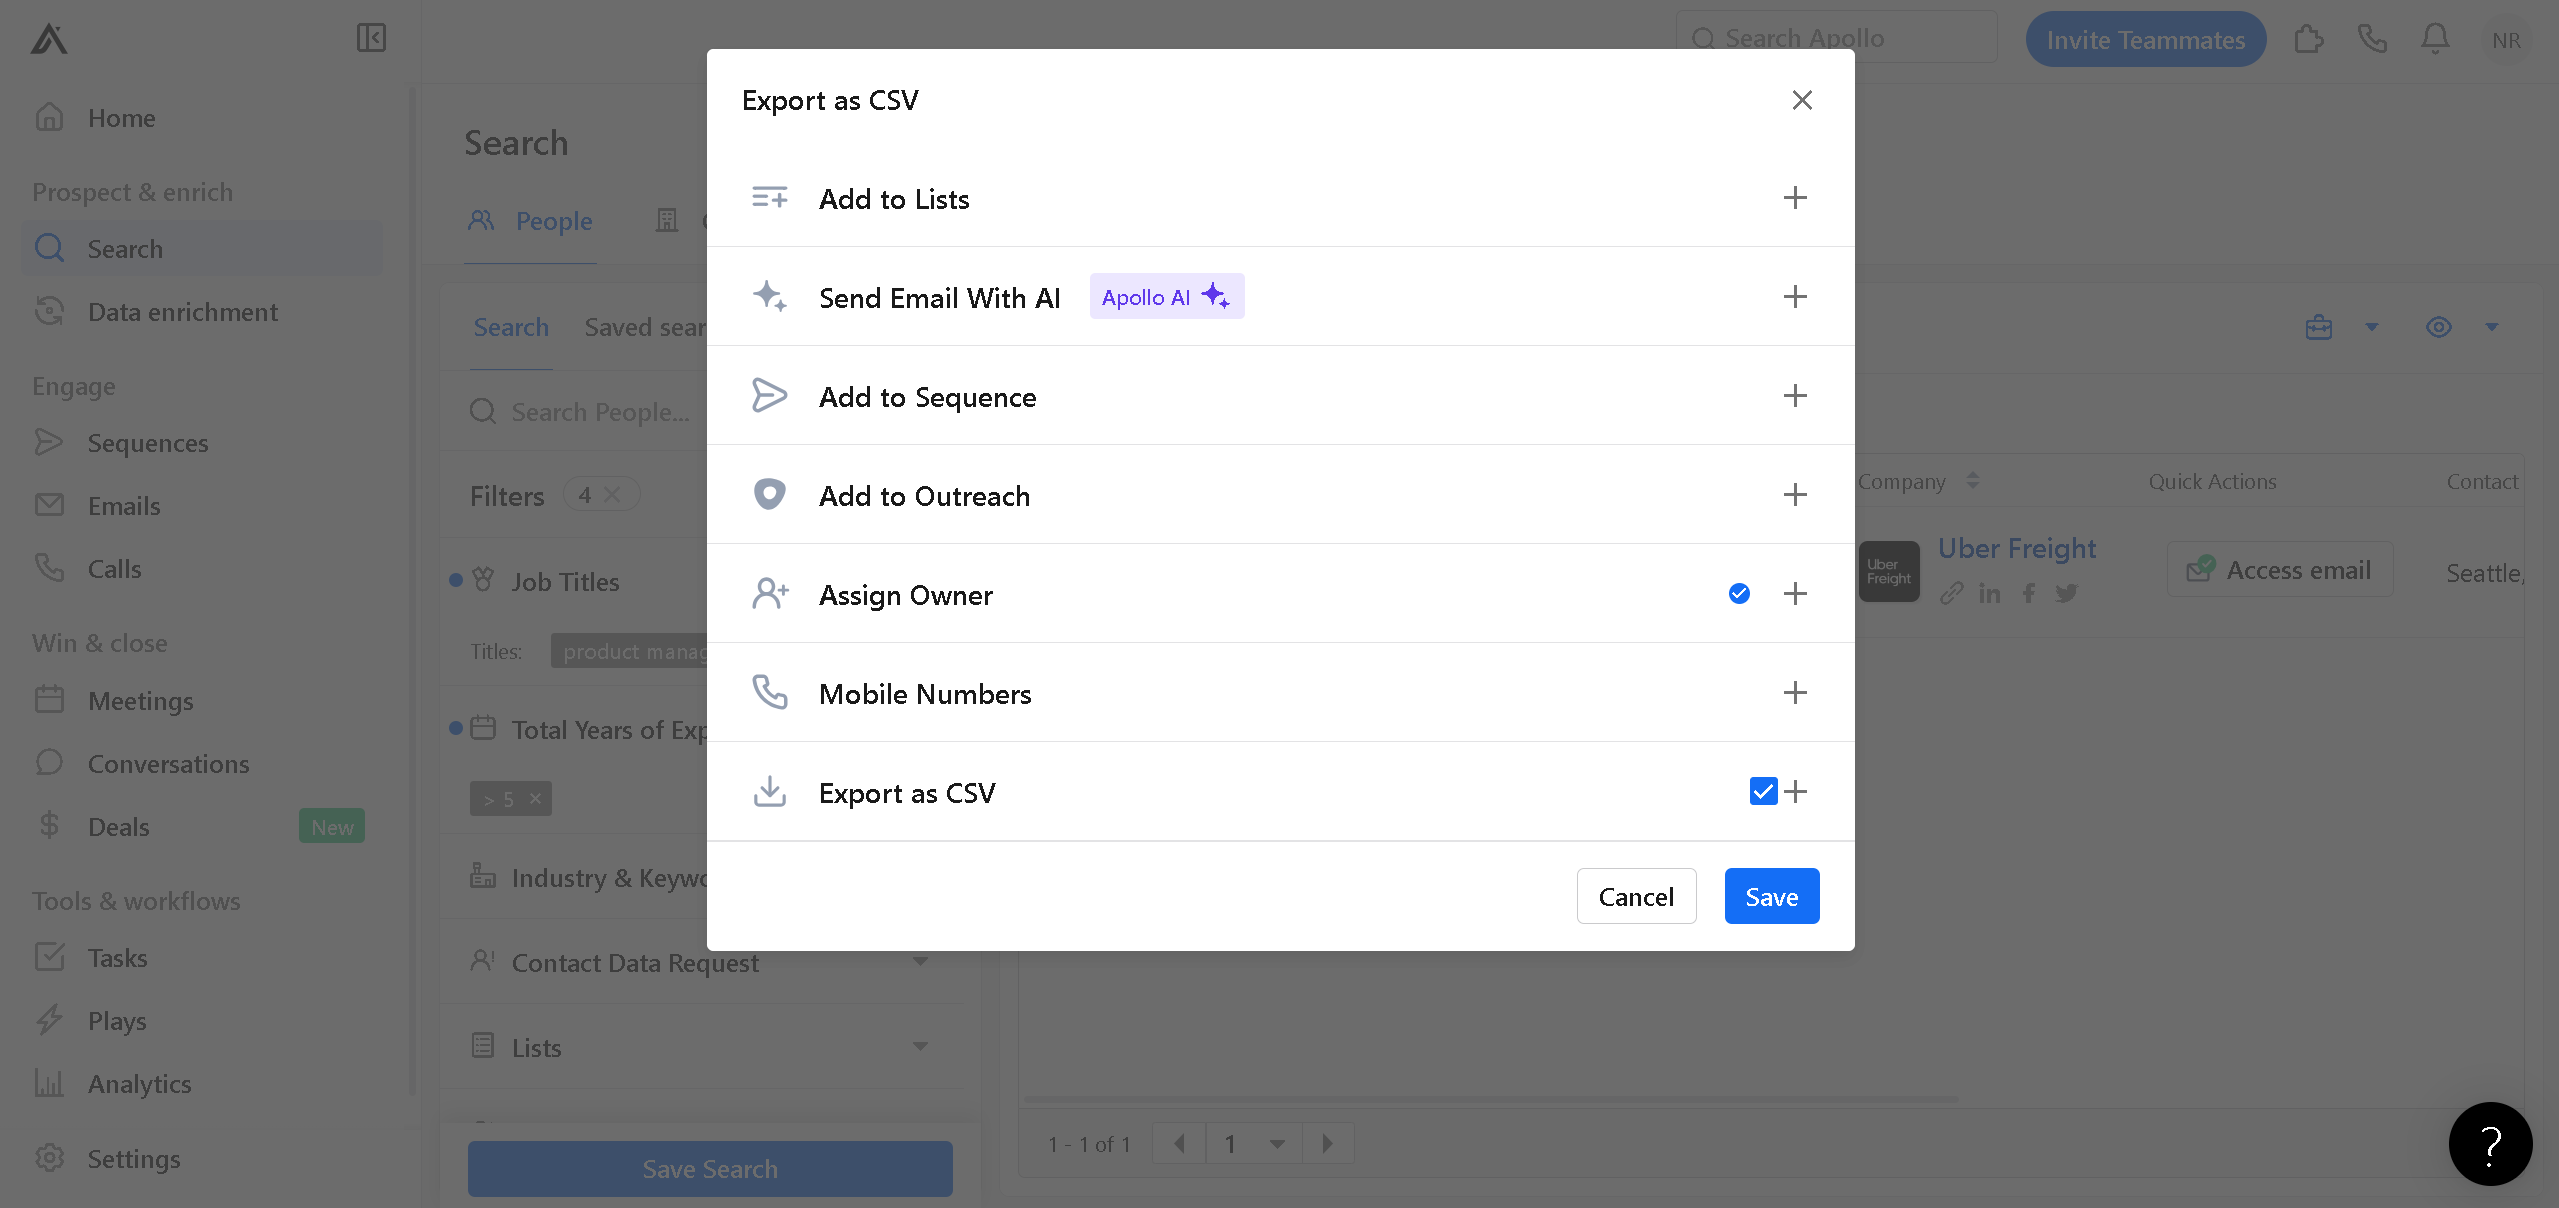 Search Apollo
Invite Teammates
NR
Home
Prospect & enrich
Search
Data enrichment
Engage
Sequences
Emails
Calls
Win & close
Meetings
Conversations
Deals
New
Tools & workflows
Tasks
Plays
Analytics
Settings
Search
People
Search
Saved sear
Search People...
Filters
4
Job Titles
Titles:
product manag
Total Years of Exp
> 5
Industry & Keywo
Contact Data Request
Lists
Save Search
Export as CSV
Add to Lists
Send Email With AI
Apollo AI
Add to Sequence
Add to Outreach
Assign Owner
Mobile Numbers
Export as CSV
Cancel
Save
Company
Quick Actions
Contact
Uber
Freight
Uber Freight
Access email
Seattle,
1 - 1 of 1
1
?